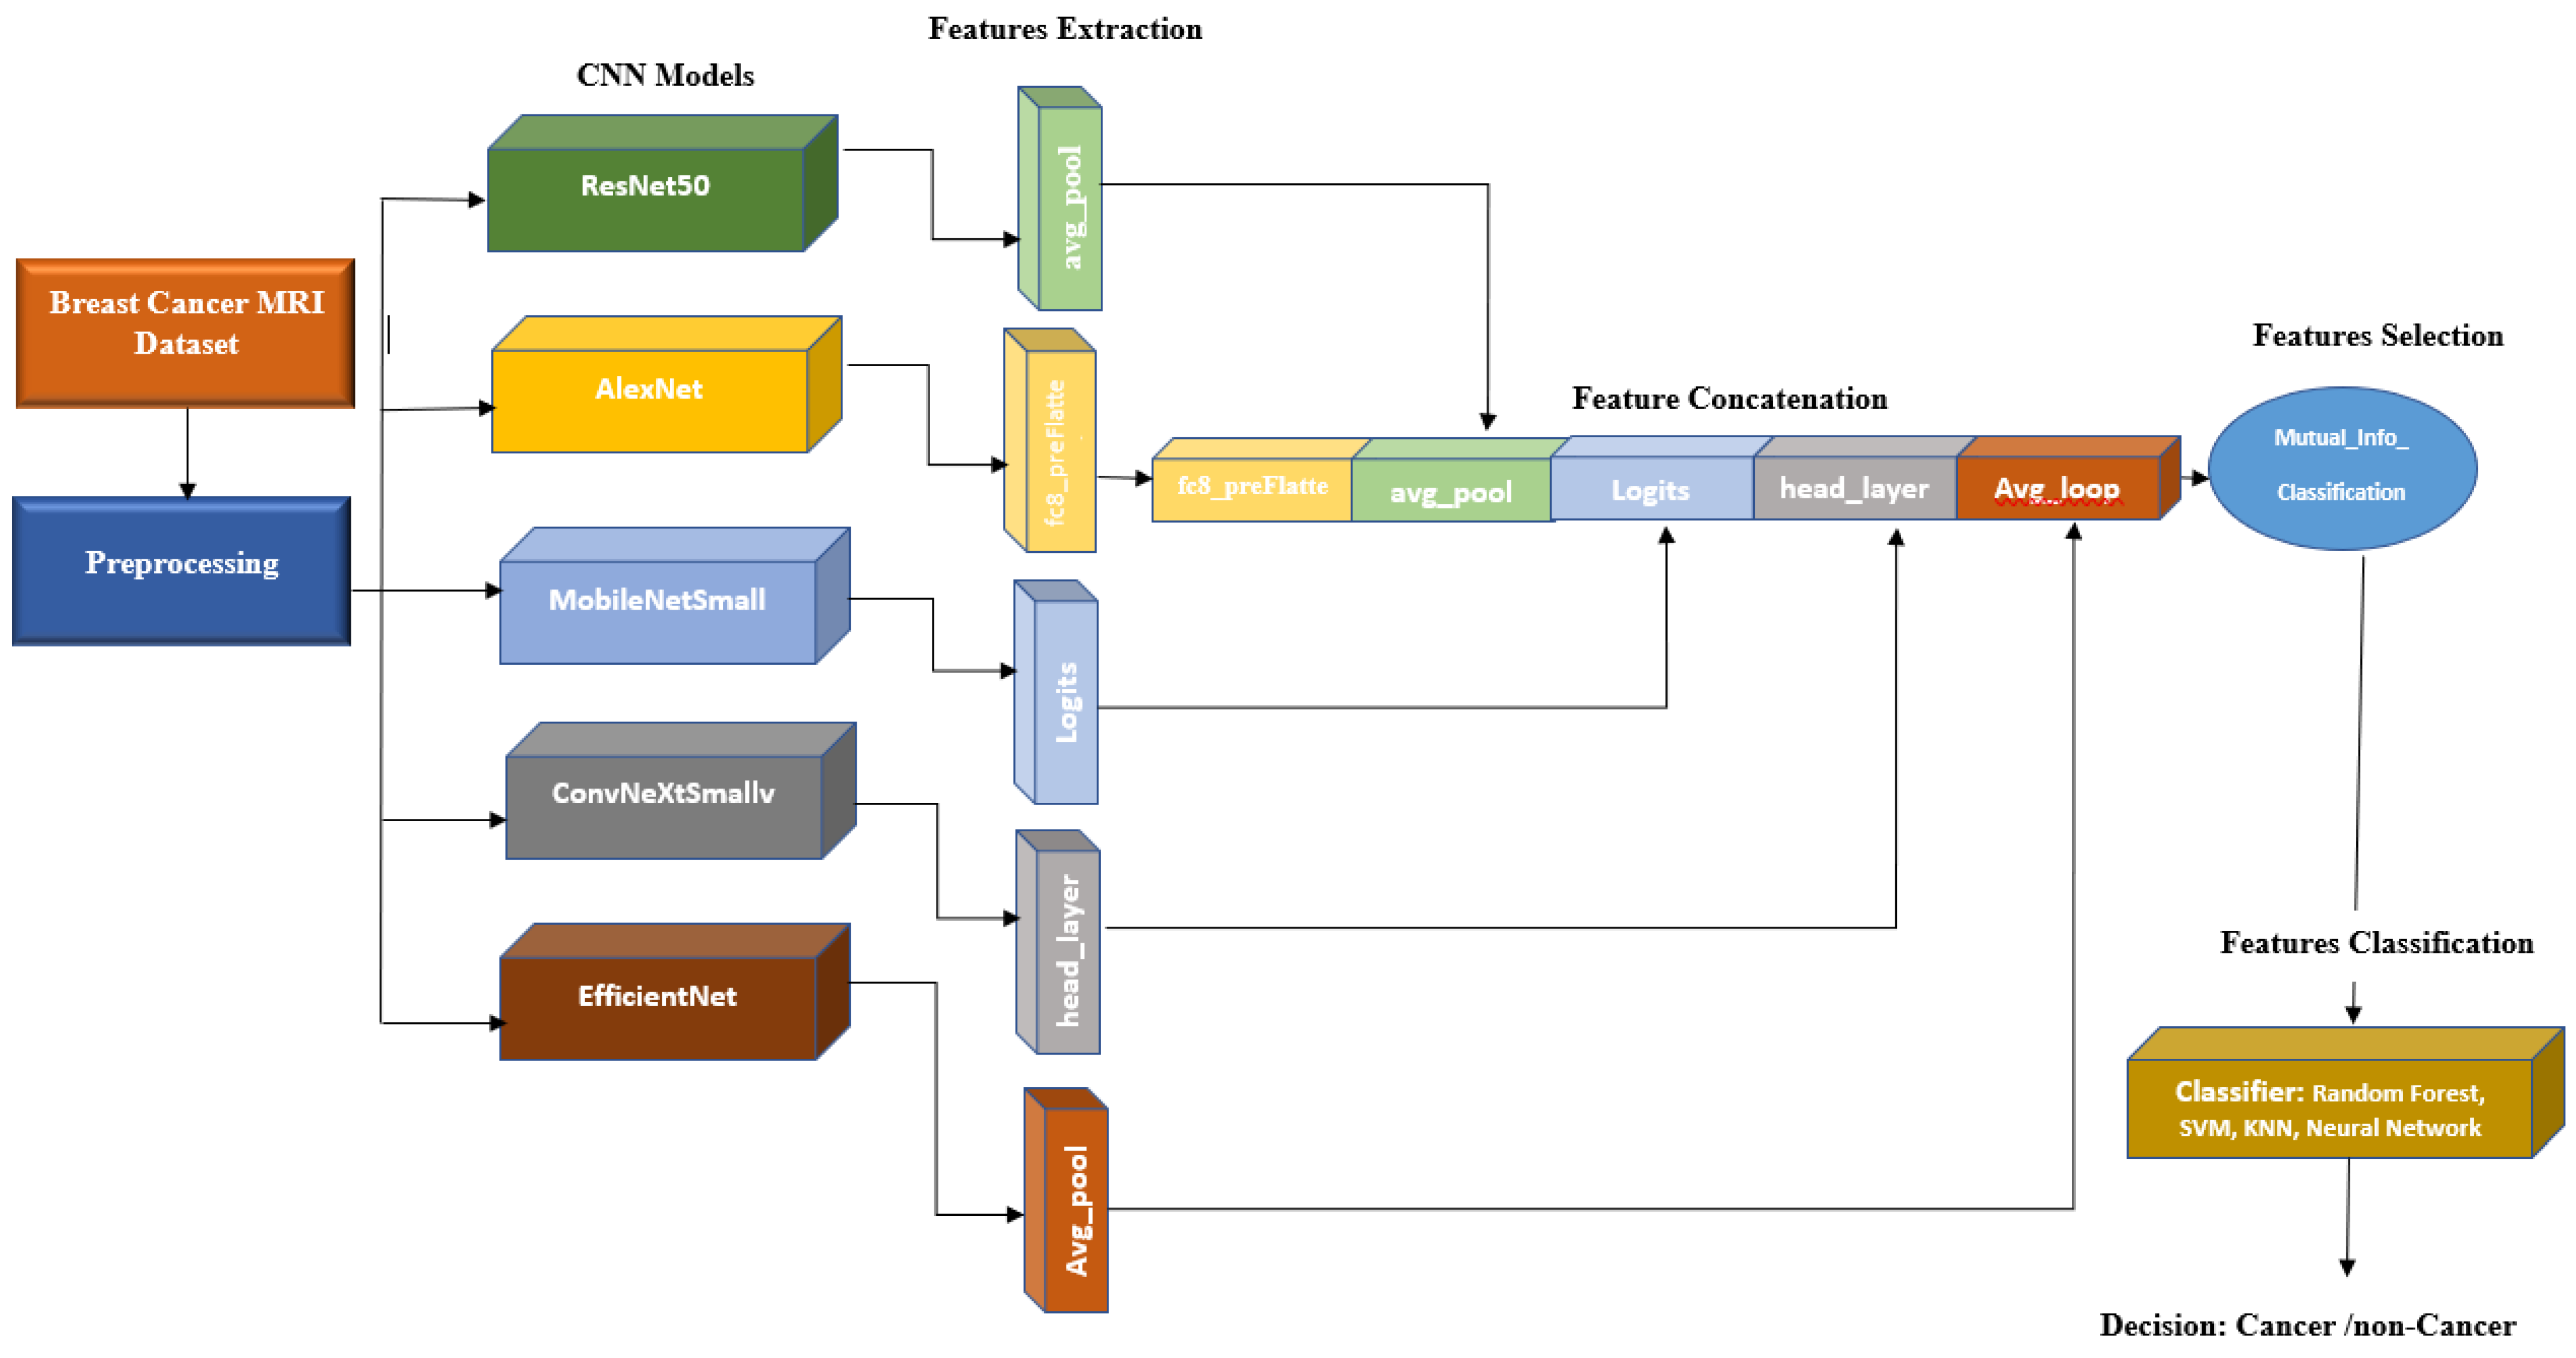 Features Extraction
CNN Models
Breast Cancer MRI
Dataset
Preprocessing
ResNet50
AlexNet
MobileNetSmall
ConvNeXtSmallv
EfficientNet
avg_pool
fc8_preFlatte
Logits
head_layer
Avg_pool
Feature Concatenation
fc8_preFlatte
avg_pool
Logits
head_layer
Avg_loop
Features Selection
Mutual_Info_
Classification
Features Classification
Classifier: Random Forest,
SVM, KNN, Neural Network
Decision: Cancer /non-Cancer